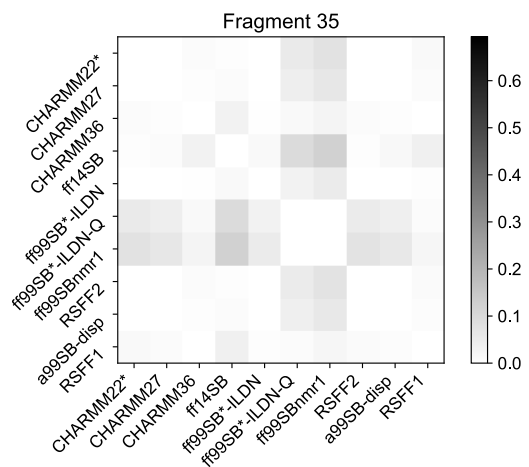 Fragment 35
CHARMM22*
CHARMM27
CHARMM36
ff14SB
ff99SB*-ILDN
ff99SB*-ILDN-Q
ff99SBnmr1
RSFF2
a99SB-disp
RSFF1
CHARMM22*
CHARMM27
CHARMM36
ff14SB
ff99SB*-ILDN
ff99SB*-ILDN-Q
ff99SBnmr1
RSFF2
a99SB-disp
RSFF1
0.6
0.5
0.4
0.3
0.2
0.1
0.0